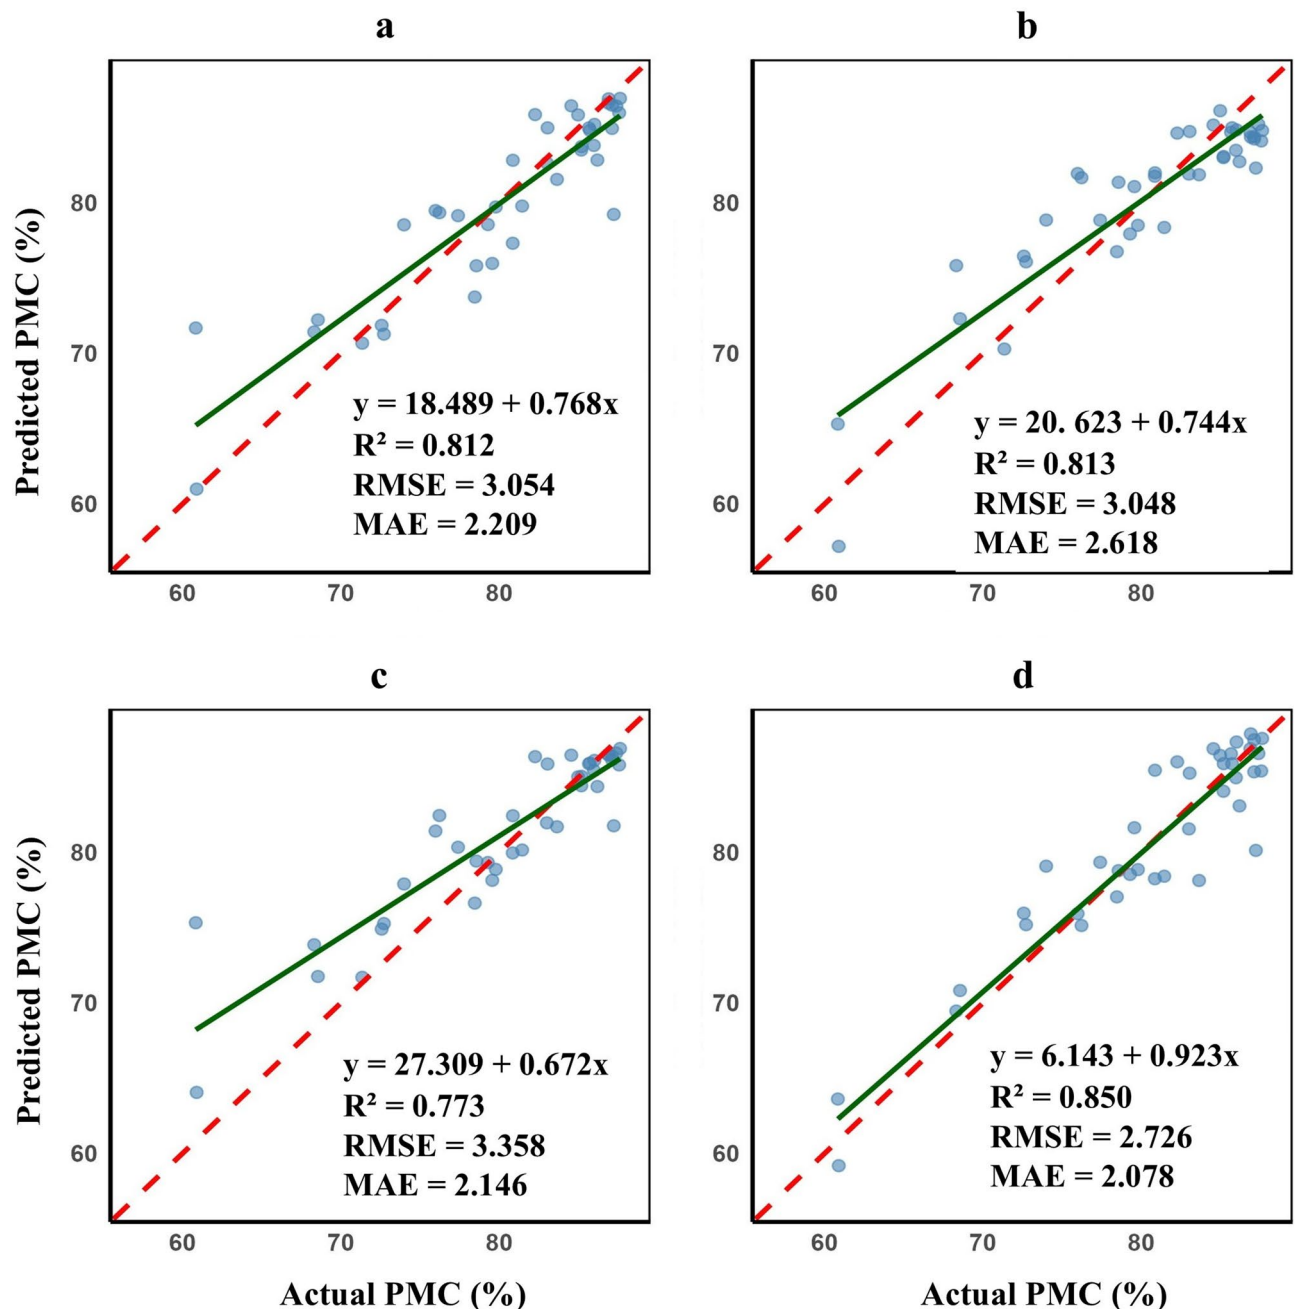 a
b
Predicted PMC (%)
80
70
60
60 70 80
y = 18.489 + 0.768x
R² = 0.812
RMSE = 3.054
MAE = 2.209
80
70
60
60 70 80
y = 20. 623 + 0.744x
R² = 0.813
RMSE = 3.048
MAE = 2.618
c
d
Predicted PMC (%)
80
70
60
60 70 80
y = 27.309 + 0.672x
R² = 0.773
RMSE = 3.358
MAE = 2.146
Actual PMC (%)
80
70
60
60 70 80
y = 6.143 + 0.923x
R² = 0.850
RMSE = 2.726
MAE = 2.078
Actual PMC (%)